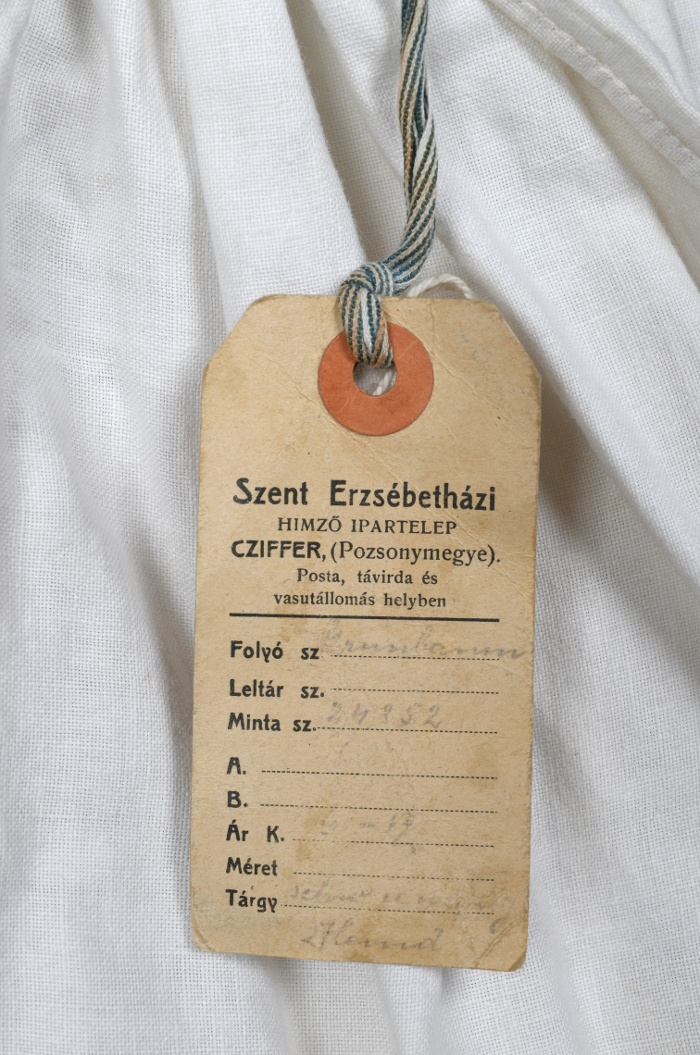 Szent Erzsébetházi
HIMZŐ IPARTELEP
CZIFFER, (Pozsonymegye).
Posta, távirda és
vasutállomás helyben
Folyó sz Grünbaum
Leltár sz.
Minta sz.
A.
B.
Ár K.
Méret
Tárgy
Hemd